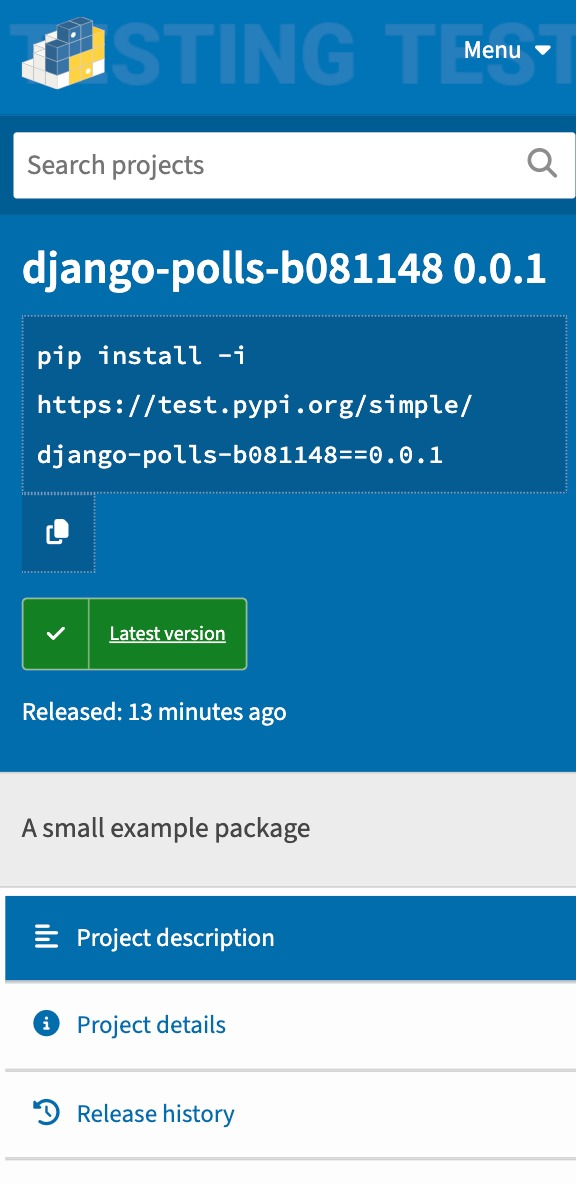 TESTING TEST
Menu
Search projects
django-polls-b081148 0.0.1
pip install -i
https://test.pypi.org/simple/
django-polls-b081148==0.0.1
Latest version
Released: 13 minutes ago
A small example package
Project description
Project details
Release history